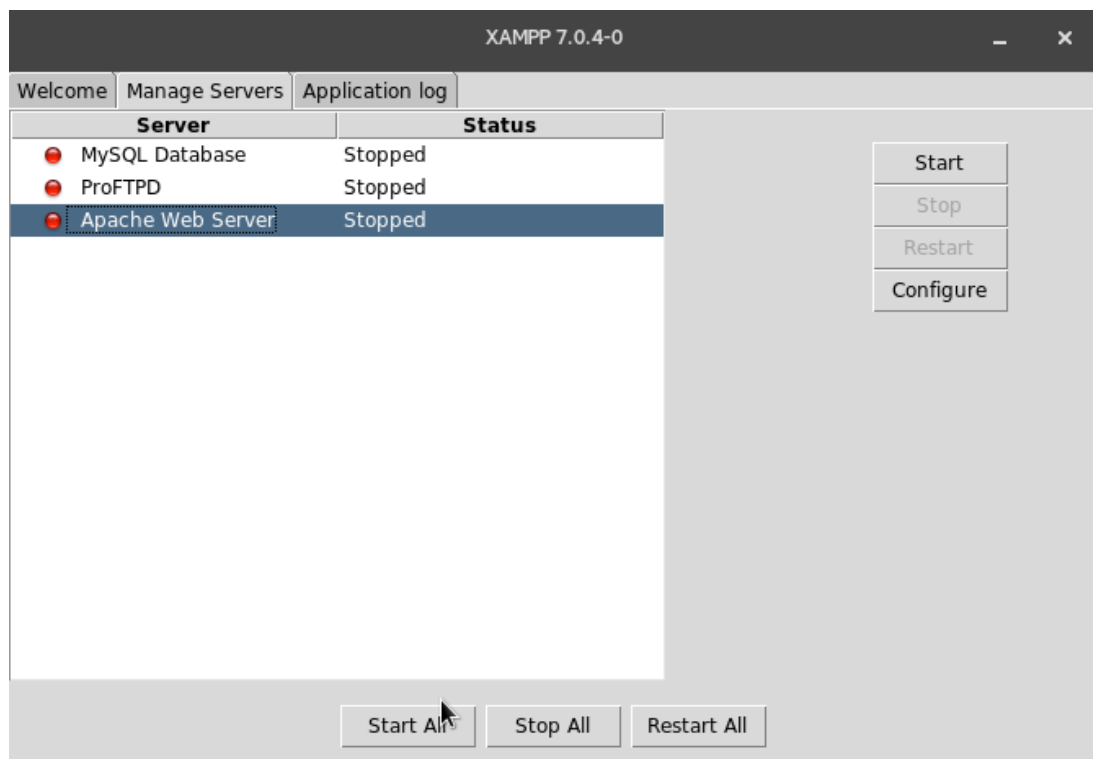 XAMPP 7.0.4-0
Welcome Manage Servers Application log
Server Status
MySQL Database Stopped
ProFTPD Stopped
Apache Web Server Stopped
Start
Stop
Restart
Configure
Start All Stop All Restart All